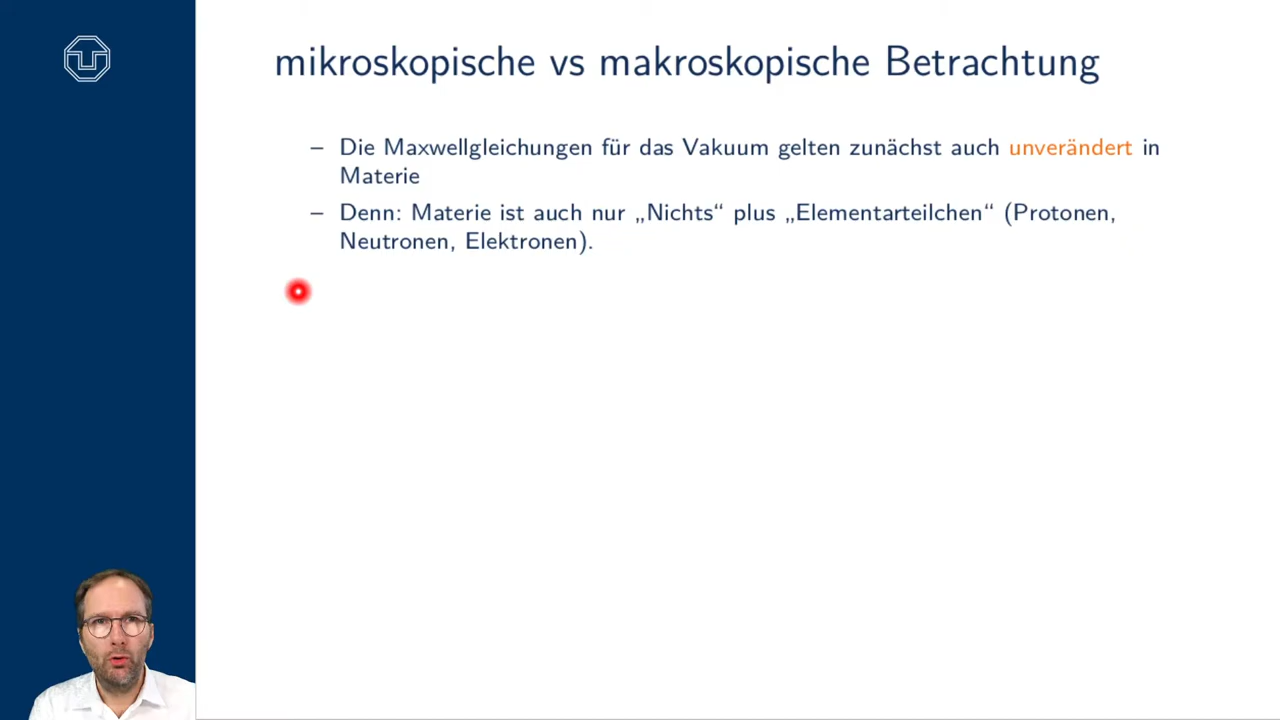 mikroskopische vs makroskopische Betrachtung
– Die Maxwellgleichungen für das Vakuum gelten zunächst auch unverändert in
Materie
– Denn: Materie ist auch nur „Nichts“ plus „Elementarteilchen“ (Protonen,
Neutronen, Elektronen).